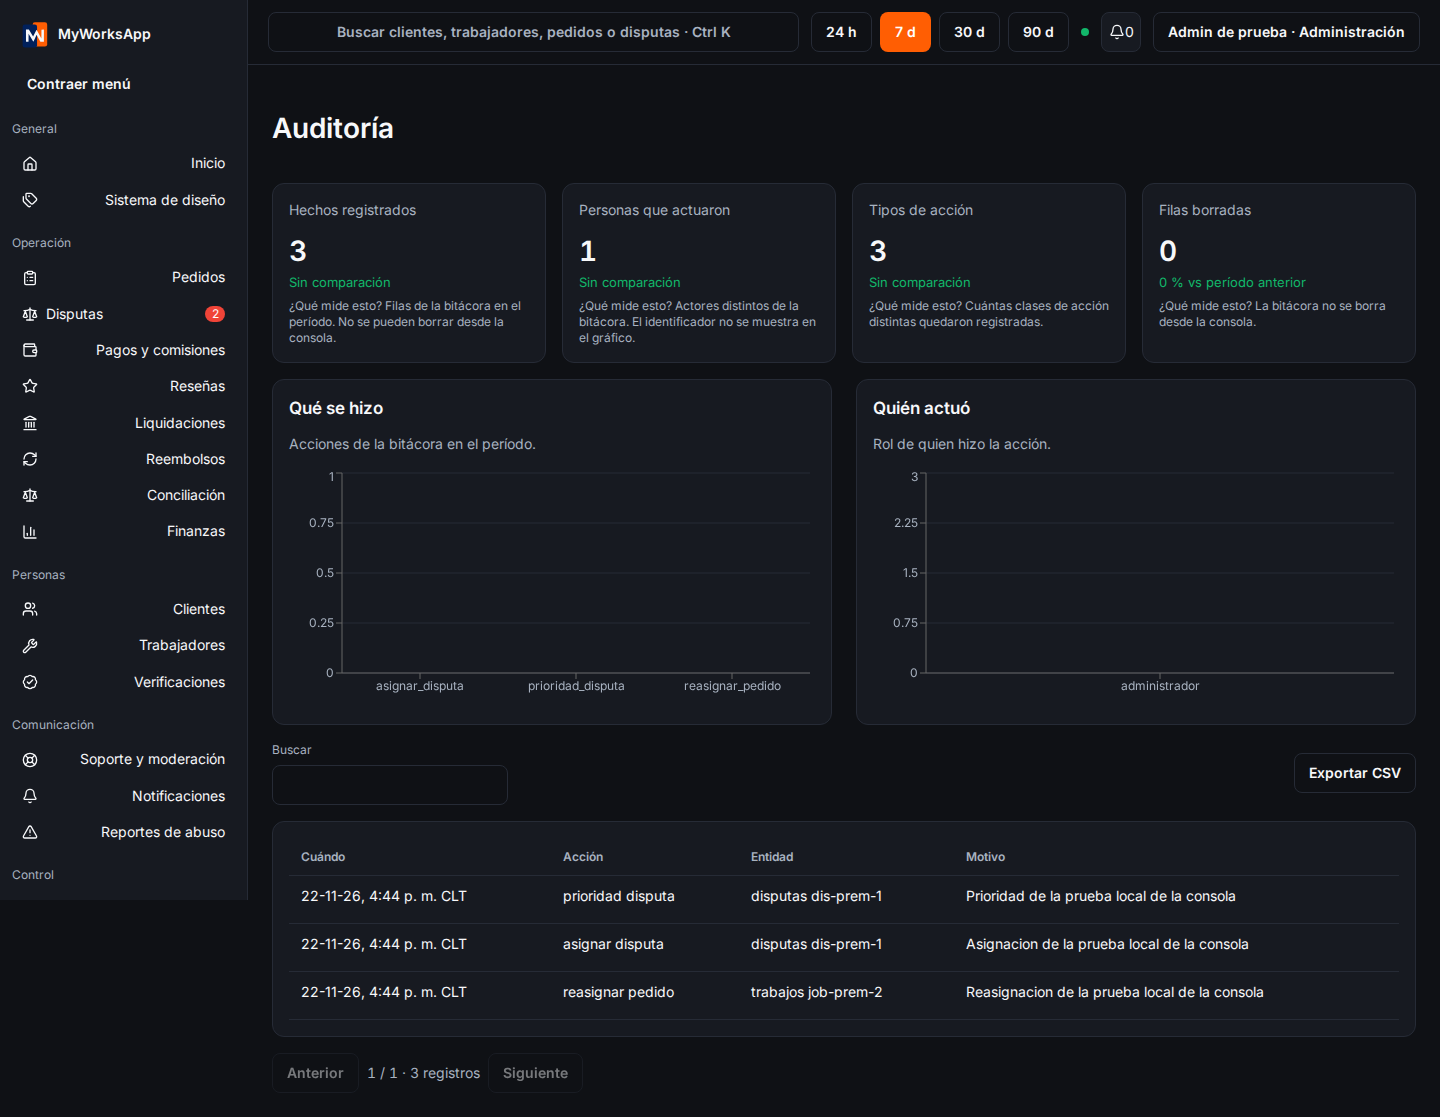 MyWorksApp
Contraer menú
General
Inicio
Sistema de diseño
Operación
Pedidos
Disputas 2
Pagos y comisiones
Reseñas
Liquidaciones
Reembolsos
Conciliación
Finanzas
Personas
Clientes
Trabajadores
Verificaciones
Comunicación
Soporte y moderación
Notificaciones
Reportes de abuso
Control
Buscar clientes, trabajadores, pedidos o disputas · Ctrl K
24 h
7 d
30 d
90 d
0
Admin de prueba · Administración
Auditoría
Hechos registrados
3
Sin comparación
¿Qué mide esto? Filas de la bitácora en el
período. No se pueden borrar desde la
consola.
Personas que actuaron
1
Sin comparación
¿Qué mide esto? Actores distintos de la
bitácora. El identificador no se muestra en
el gráfico.
Tipos de acción
3
Sin comparación
¿Qué mide esto? Cuántas clases de acción
distintas quedaron registradas.
Filas borradas
0
0 % vs período anterior
¿Qué mide esto? La bitácora no se borra
desde la consola.
Qué se hizo
Acciones de la bitácora en el período.
1
0.75
0.5
0.25
0
asignar_disputa prioridad_disputa reasignar_pedido
Quién actuó
Rol de quien hizo la acción.
3
2.25
1.5
0.75
0
administrador
Buscar
Exportar CSV
Cuándo Acción Entidad Motivo
22-11-26, 4:44 p. m. CLT prioridad disputa disputas dis-prem-1 Prioridad de la prueba local de la consola
22-11-26, 4:44 p. m. CLT asignar disputa disputas dis-prem-1 Asignacion de la prueba local de la consola
22-11-26, 4:44 p. m. CLT reasignar pedido trabajos job-prem-2 Reasignacion de la prueba local de la consola
Anterior 1 / 1 · 3 registros Siguiente